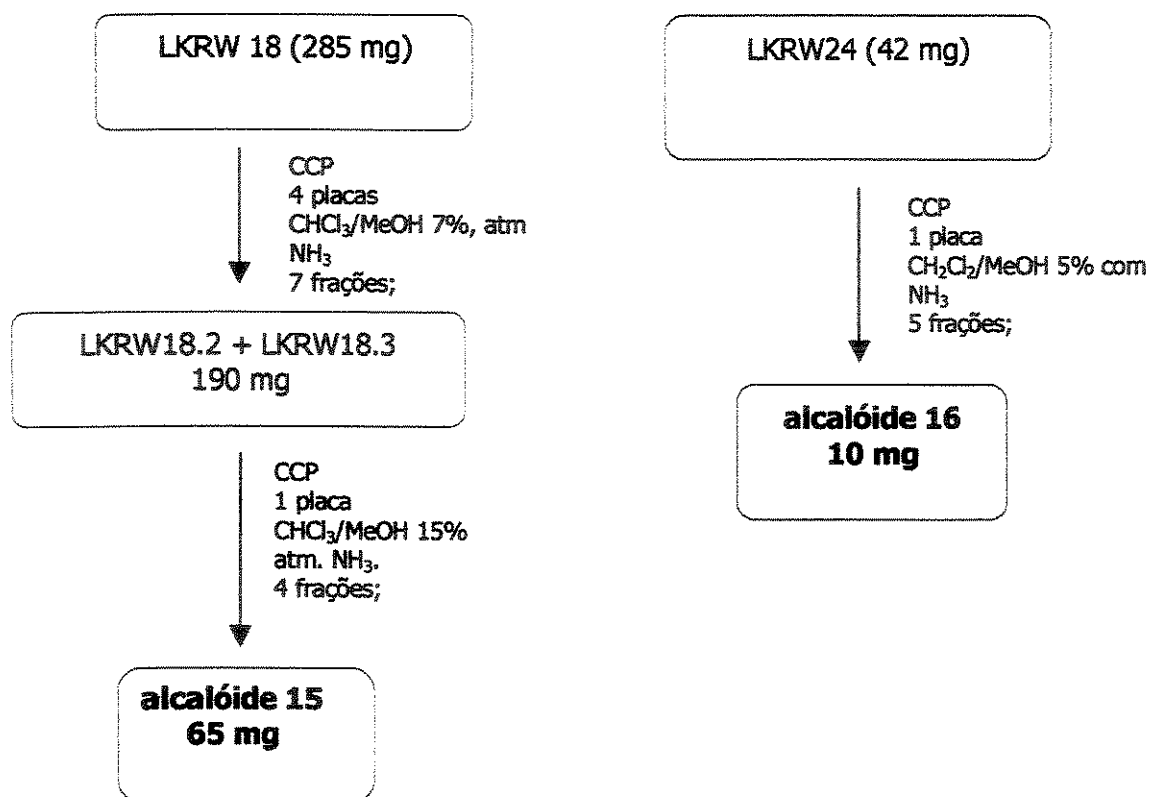 LKRW 18 (285 mg)
CCP
4 placas
CHCl₃/MeOH 7%, atm
NH₃
7 frações;
LKRW18.2 + LKRW18.3
190 mg
CCP
1 placa
CHCl₃/MeOH 15%
atm. NH₃.
4 frações;
alcalóide 15
65 mg
LKRW24 (42 mg)
CCP
1 placa
CH₂Cl₂/MeOH 5% com
NH₃
5 frações;
alcalóide 16
10 mg